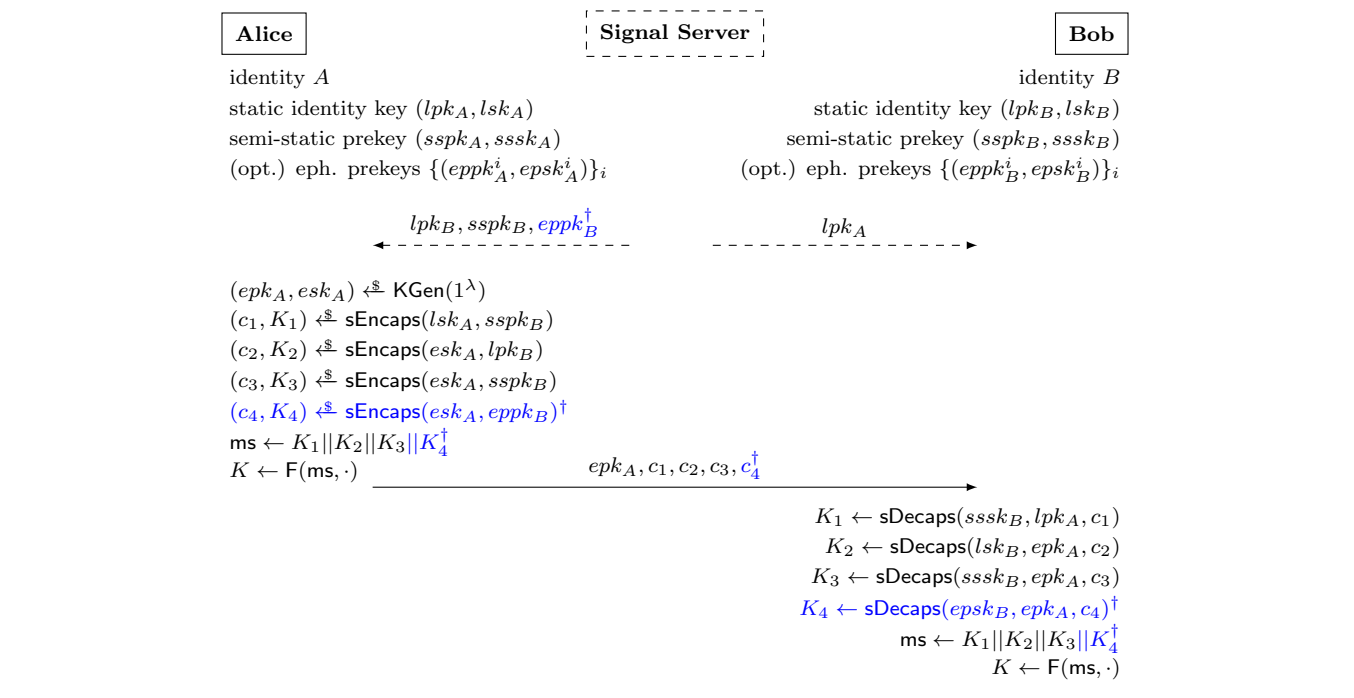 Alice
Signal Server
Bob
identity A
identity B
static identity key (lpk_A, lsk_A)
static identity key (lpk_B, lsk_B)
semi-static prekey (sspk_A, sssk_A)
semi-static prekey (sspk_B, sssk_B)
(opt.) eph. prekeys {(eppk^i_A, epsk^i_A)}_i
(opt.) eph. prekeys {(eppk^i_B, epsk^i_B)}_i
lpk_B, sspk_B, eppk^†_B
lpk_A
(epk_A, esk_A) ←$ KGen(1^λ)
(c_1, K_1) ←$ sEncaps(lsk_A, sspk_B)
(c_2, K_2) ←$ sEncaps(esk_A, lpk_B)
(c_3, K_3) ←$ sEncaps(esk_A, sspk_B)
(c_4, K_4) ←$ sEncaps(esk_A, eppk_B)^†
ms ← K_1||K_2||K_3||K^†_4
K ← F(ms, ·)
epk_A, c_1, c_2, c_3, c^†_4
K_1 ← sDecaps(sssk_B, lpk_A, c_1)
K_2 ← sDecaps(lsk_B, epk_A, c_2)
K_3 ← sDecaps(sssk_B, epk_A, c_3)
K_4 ← sDecaps(epsk_B, epk_A, c_4)^†
ms ← K_1||K_2||K_3||K^†_4
K ← F(ms, ·)